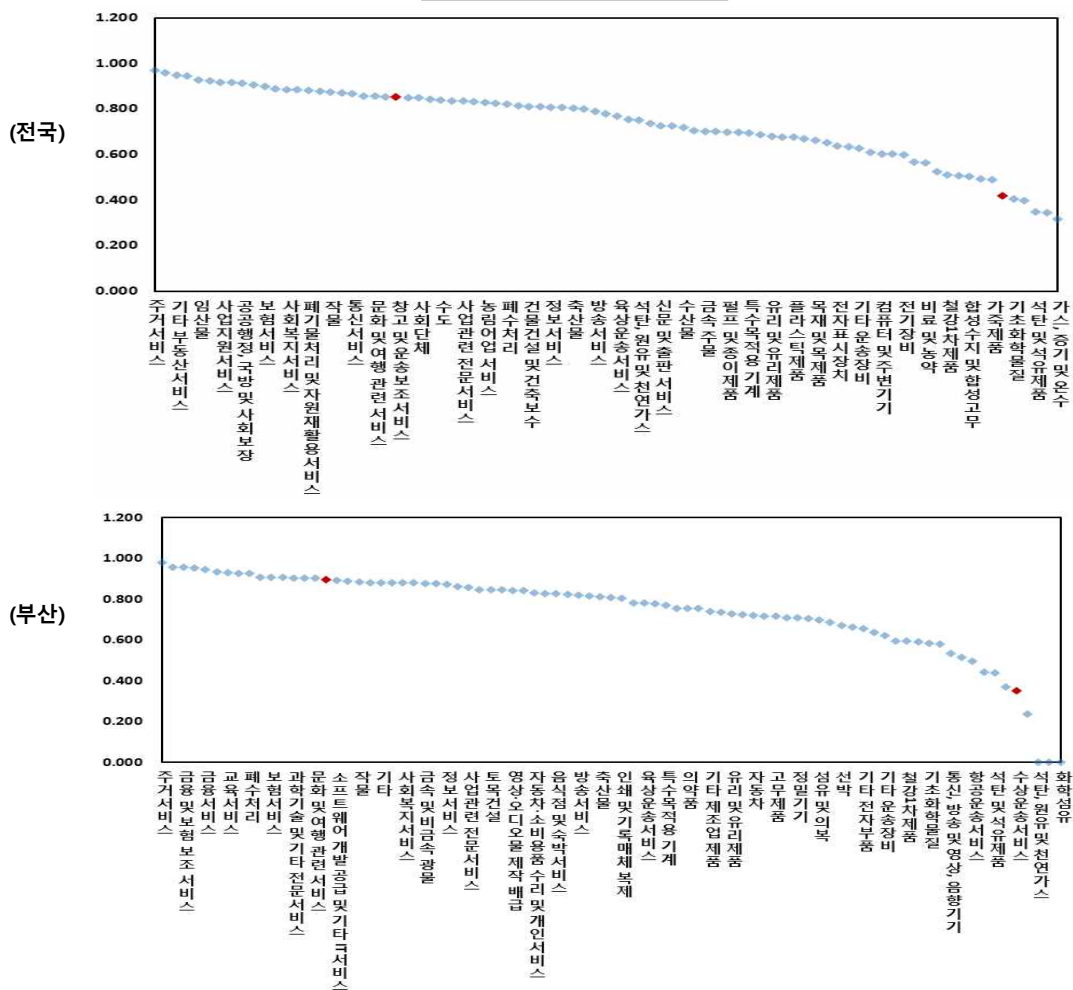 1.200
1.000
0.800
0.600
0.400
0.200
0.000
(전국)
주거서비스
기타 부동산서비스
임산물
사업지원서비스
공공행정, 국방 및 사회보장
보험서비스
사회복지서비스
폐기물처리 및 자원재활용서비스
작물
통신서비스
문화 및 여행 관련 서비스
창고 및 운송보조서비스
사회단체
수도
사업관련 전문서비스
농림어업 서비스
폐수처리
건물건설 및 건축보수
정보서비스
축산물
방송서비스
육상운송서비스
석탄, 원유 및 천연가스
신문 및 출판 서비스
수산물
금속 주물
펄프 및 종이제품
특수목적용 기계
유리 및 유리제품
플라스틱제품
목재 및 목제품
전자표시장치
기타 운송장비
컴퓨터 및 주변기기
전기장비
비료 및 농약
철강1차제품
합성수지 및 합성고무
가죽제품
기초화학물질
석탄 및 석유제품
가스, 증기 및 온수
1.200
1.000
0.800
0.600
0.400
0.200
0.000
(부산)
주거서비스
금융 및 보험 보조 서비스
금융서비스
교육서비스
폐수처리
보험서비스
과학기술 및 기타 전문서비스
문화 및 여행 관련 서비스
소프트웨어 개발 공급 및 기타 IT서비스
작물
기타
사회복지서비스
금속 및 비금속 광물
정보서비스
사업관련 전문서비스
토목건설
영상·오디오물 제작 배급
자동차·소비용품 수리 및 개인서비스
음식점 및 숙박서비스
방송서비스
축산물
인쇄 및 기록매체 복제
육상운송서비스
특수목적용 기계
의약품
기타 제조업 제품
유리 및 유리제품
자동차
고무제품
정밀기기
섬유 및 의복
선박
기타 전자부품
기타 운송장비
철강1차제품
기초화학물질
통신, 방송 및 영상, 음향기기
항공운송서비스
석탄 및 석유제품
수상운송서비스
석탄, 원유 및 천연가스
화학섬유